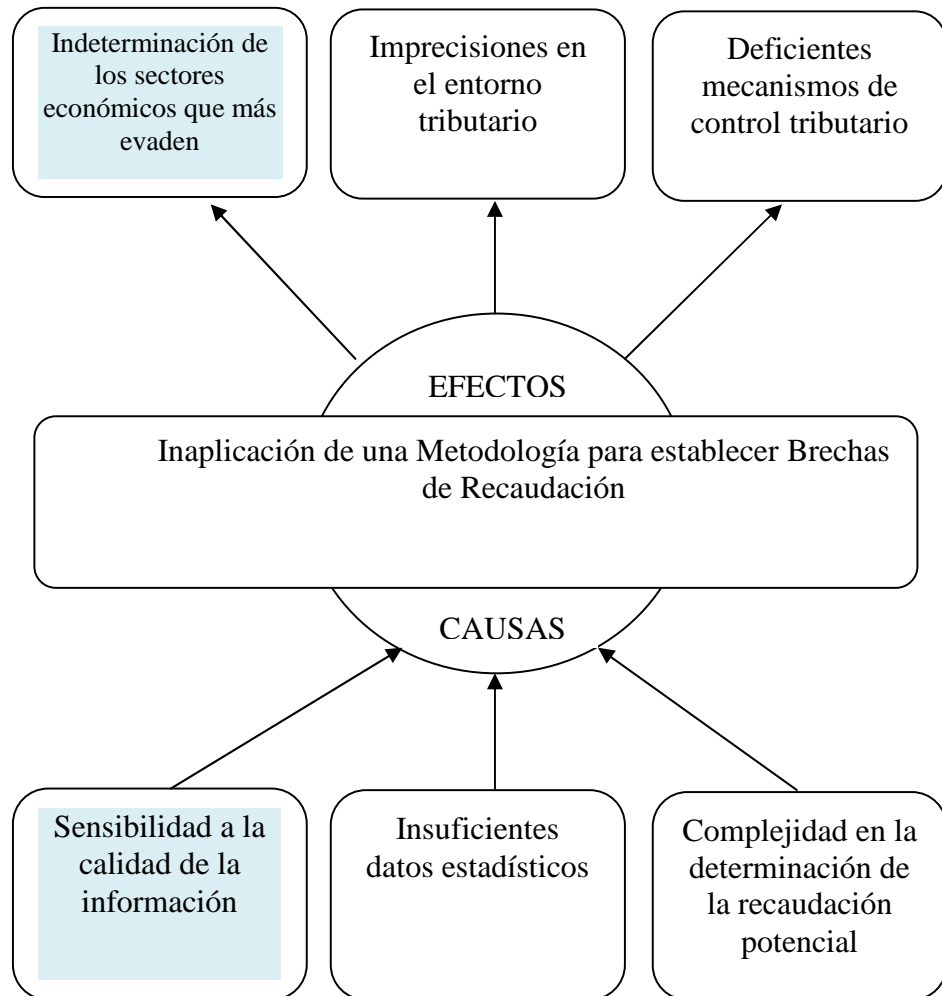 Indeterminación de
los sectores
económicos que más
evaden
Imprecisiones en
el entorno
tributario
Deficientes
mecanismos de
control tributario
EFECTOS
Inaplicación de una Metodología para establecer Brechas
de Recaudación
CAUSAS
Sensibilidad a la
calidad de la
información
Insuficientes
datos estadísticos
Complejidad en la
determinación de
la recaudación
potencial